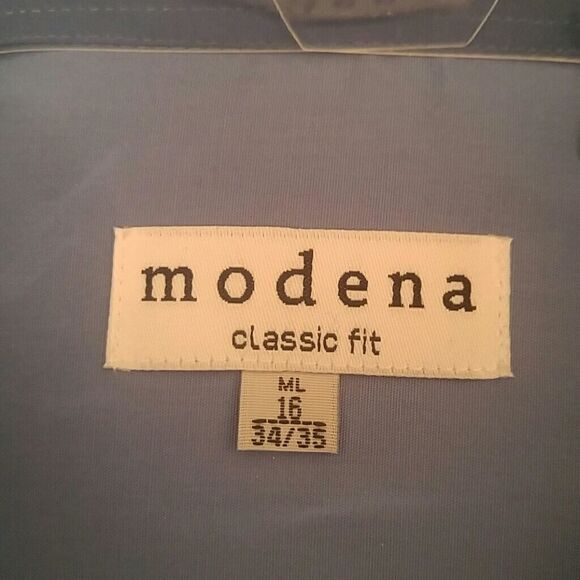 modena
classic fit
ML
16
34/35